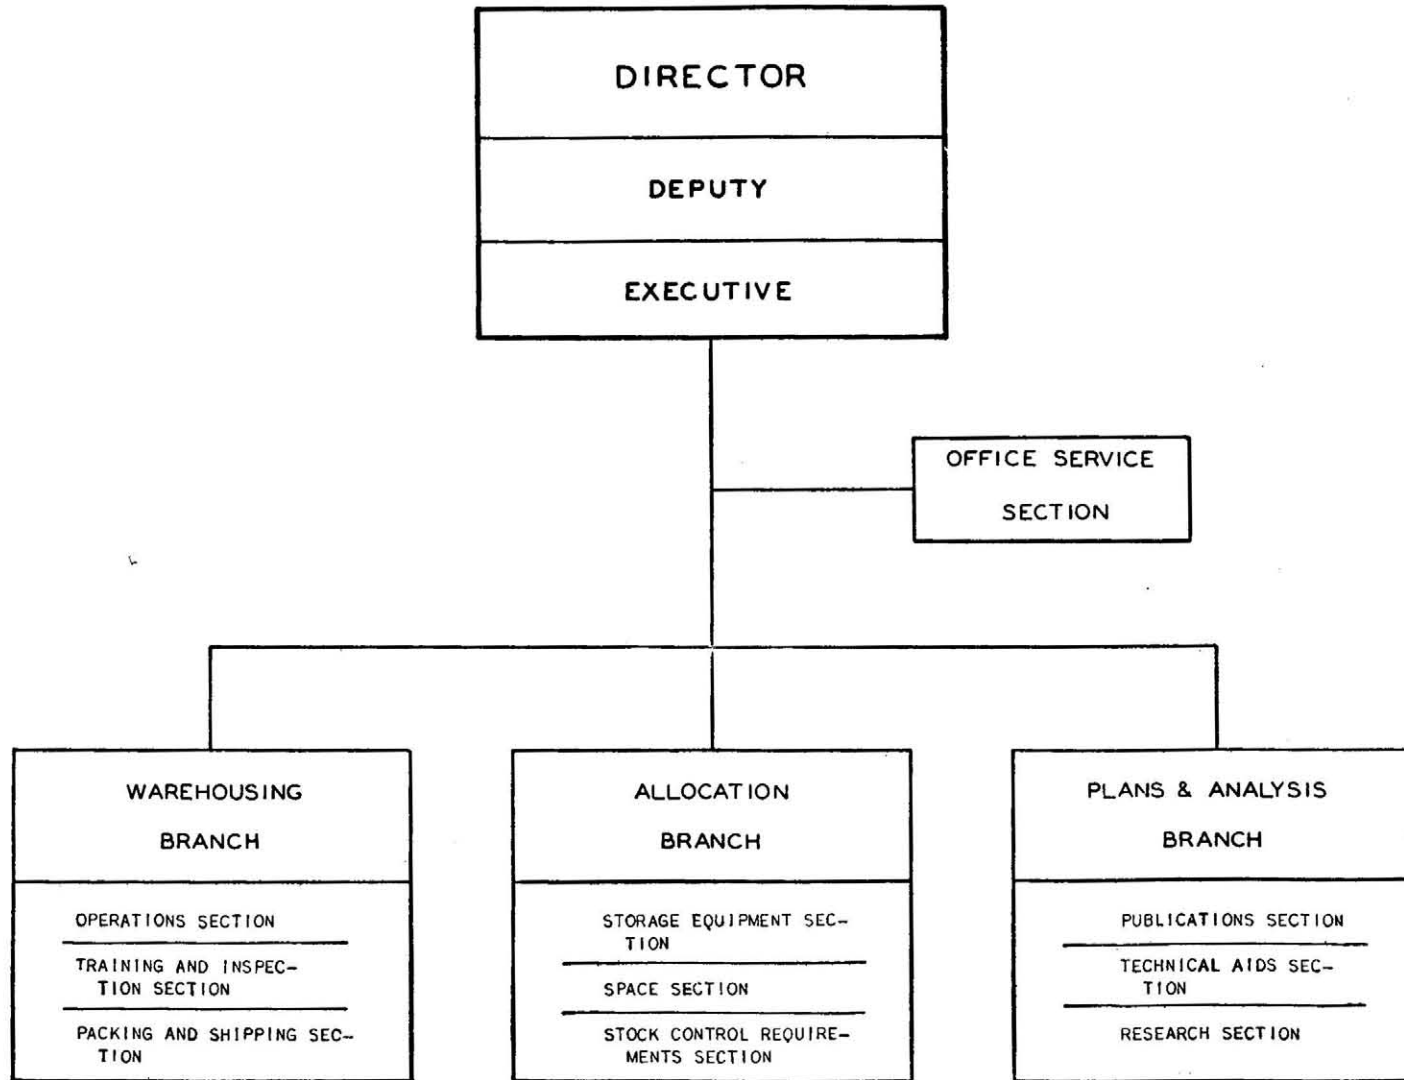 DIRECTOR
DEPUTY
EXECUTIVE
OFFICE SERVICE
SECTION
WAREHOUSING
BRANCH
OPERATIONS SECTION
TRAINING AND INSPEC-
TION SECTION
PACKING AND SHIPPING SEC-
TION
ALLOCATION
BRANCH
STORAGE EQUIPMENT SEC-
TION
SPACE SECTION
STOCK CONTROL REQUIRE-
MENTS SECTION
PLANS & ANALYSIS
BRANCH
PUBLICATIONS SECTION
TECHNICAL AIDS SEC-
TION
RESEARCH SECTION